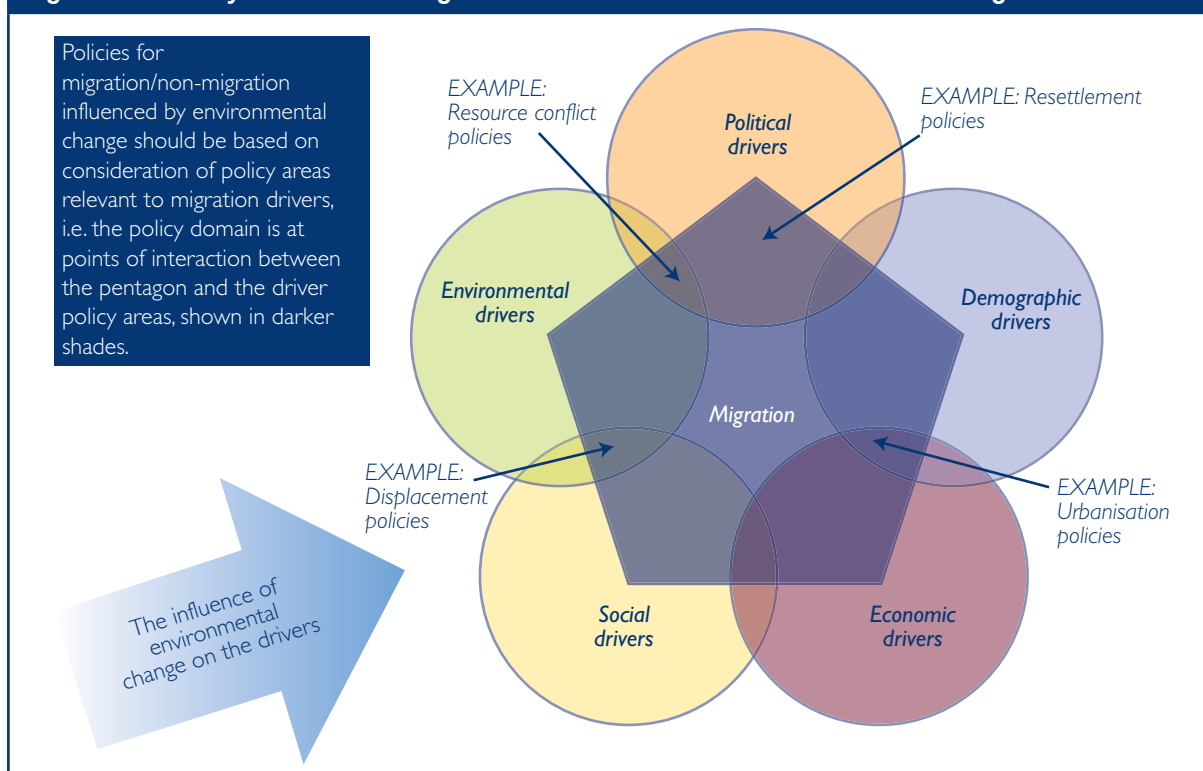 Policies for
migration/non-migration
influenced by environmental
change should be based on
consideration of policy areas
relevant to migration drivers,
i.e. the policy domain is at
points of interaction between
the pentagon and the driver
policy areas, shown in darker
shades.
EXAMPLE:
Resource conflict
policies
Political
drivers
EXAMPLE: Resettlement
policies
Environmental
drivers
Demographic
drivers
Migration
EXAMPLE:
Displacement
policies
EXAMPLE:
Urbanisation
policies
The influence of
environmental
change on the drivers
Social
drivers
Economic
drivers